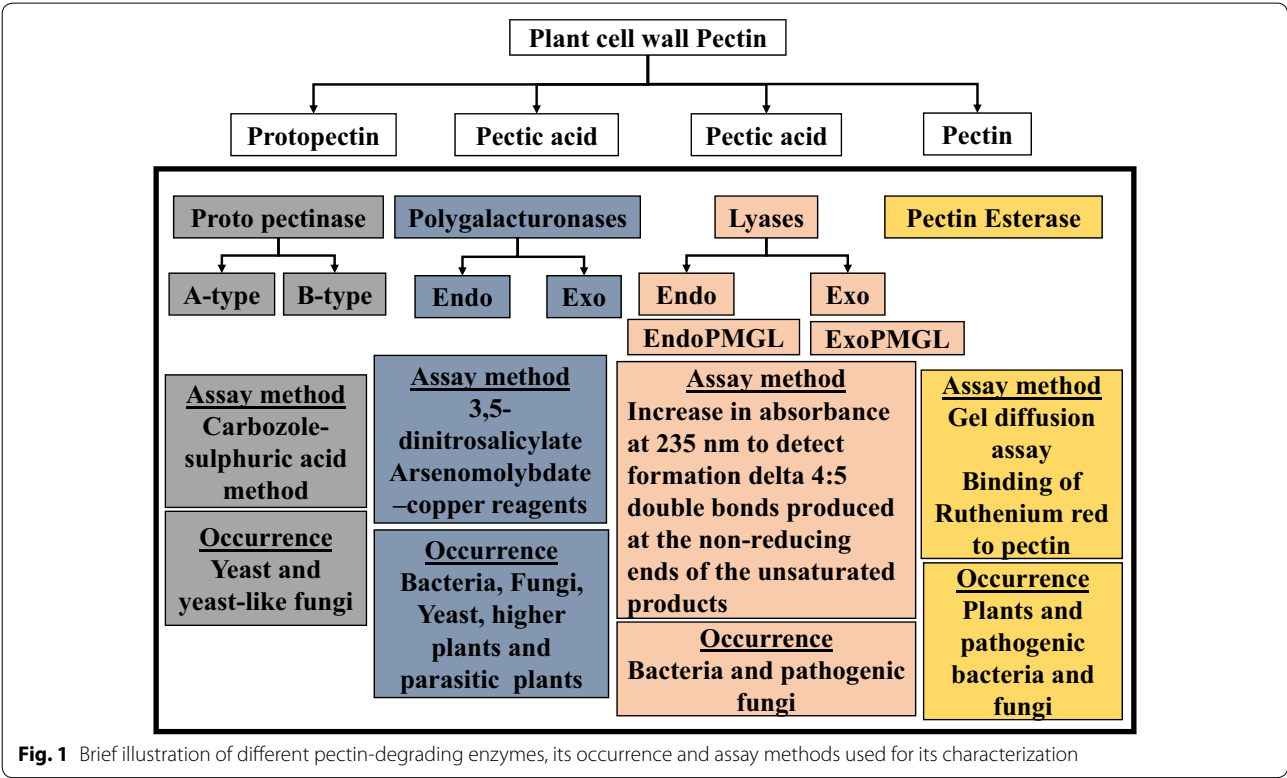 Plant cell wall Pectin
Protopectin
Pectic acid
Pectic acid
Pectin
Proto pectinase
Polygalacturonases
Lyases
Pectin Esterase
A-type
B-type
Endo
Exo
Endo
Exo
EndoPMGL
ExoPMGL
Assay method
Carbozole-
sulphuric acid
method
Occurrence
Yeast and
yeast-like fungi
Assay method
3,5-
dinitrosalicylate
Arsenomolybdate
–copper reagents
Occurrence
Bacteria, Fungi,
Yeast, higher
plants and
parasitic plants
Assay method
Increase in absorbance
at 235 nm to detect
formation delta 4:5
double bonds produced
at the non-reducing
ends of the unsaturated
products
Occurrence
Bacteria and pathogenic
fungi
Assay method
Gel diffusion
assay
Binding of
Ruthenium red
to pectin
Occurrence
Plants and
pathogenic
bacteria and
fungi
Fig. 1 Brief illustration of different pectin-degrading enzymes, its occurrence and assay methods used for its characterization